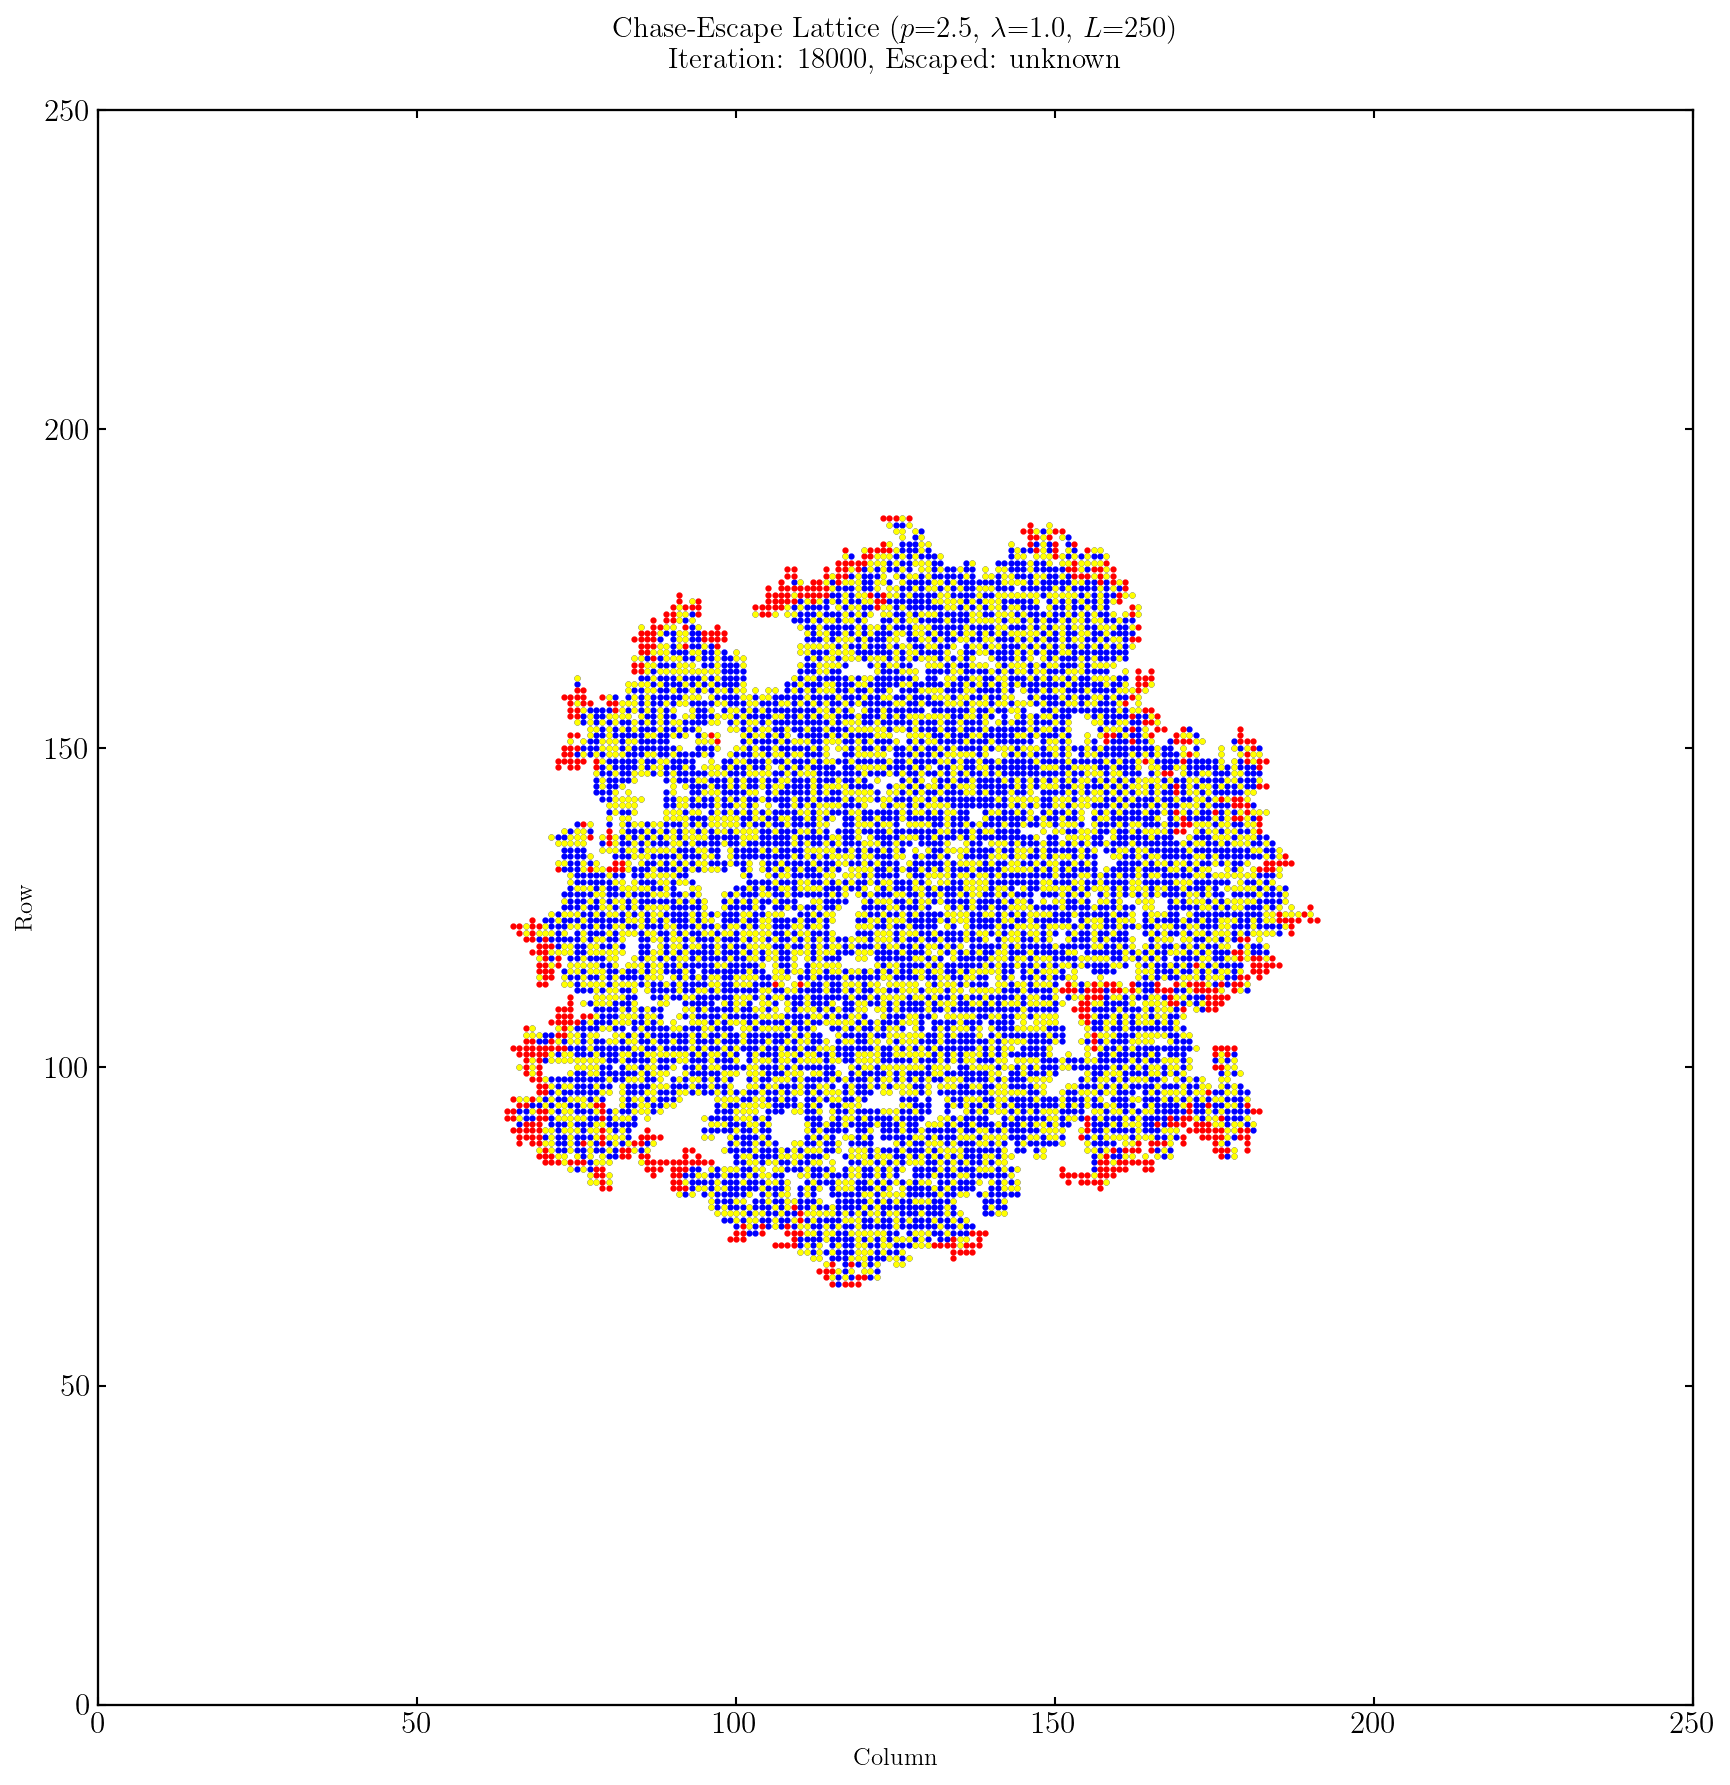 Chase-Escape Lattice (p=2.5, λ=1.0, L=250)
Iteration: 18000, Escaped: unknown
250
200
150
100
50
0
Row
0 50 100 150 200 250
Column